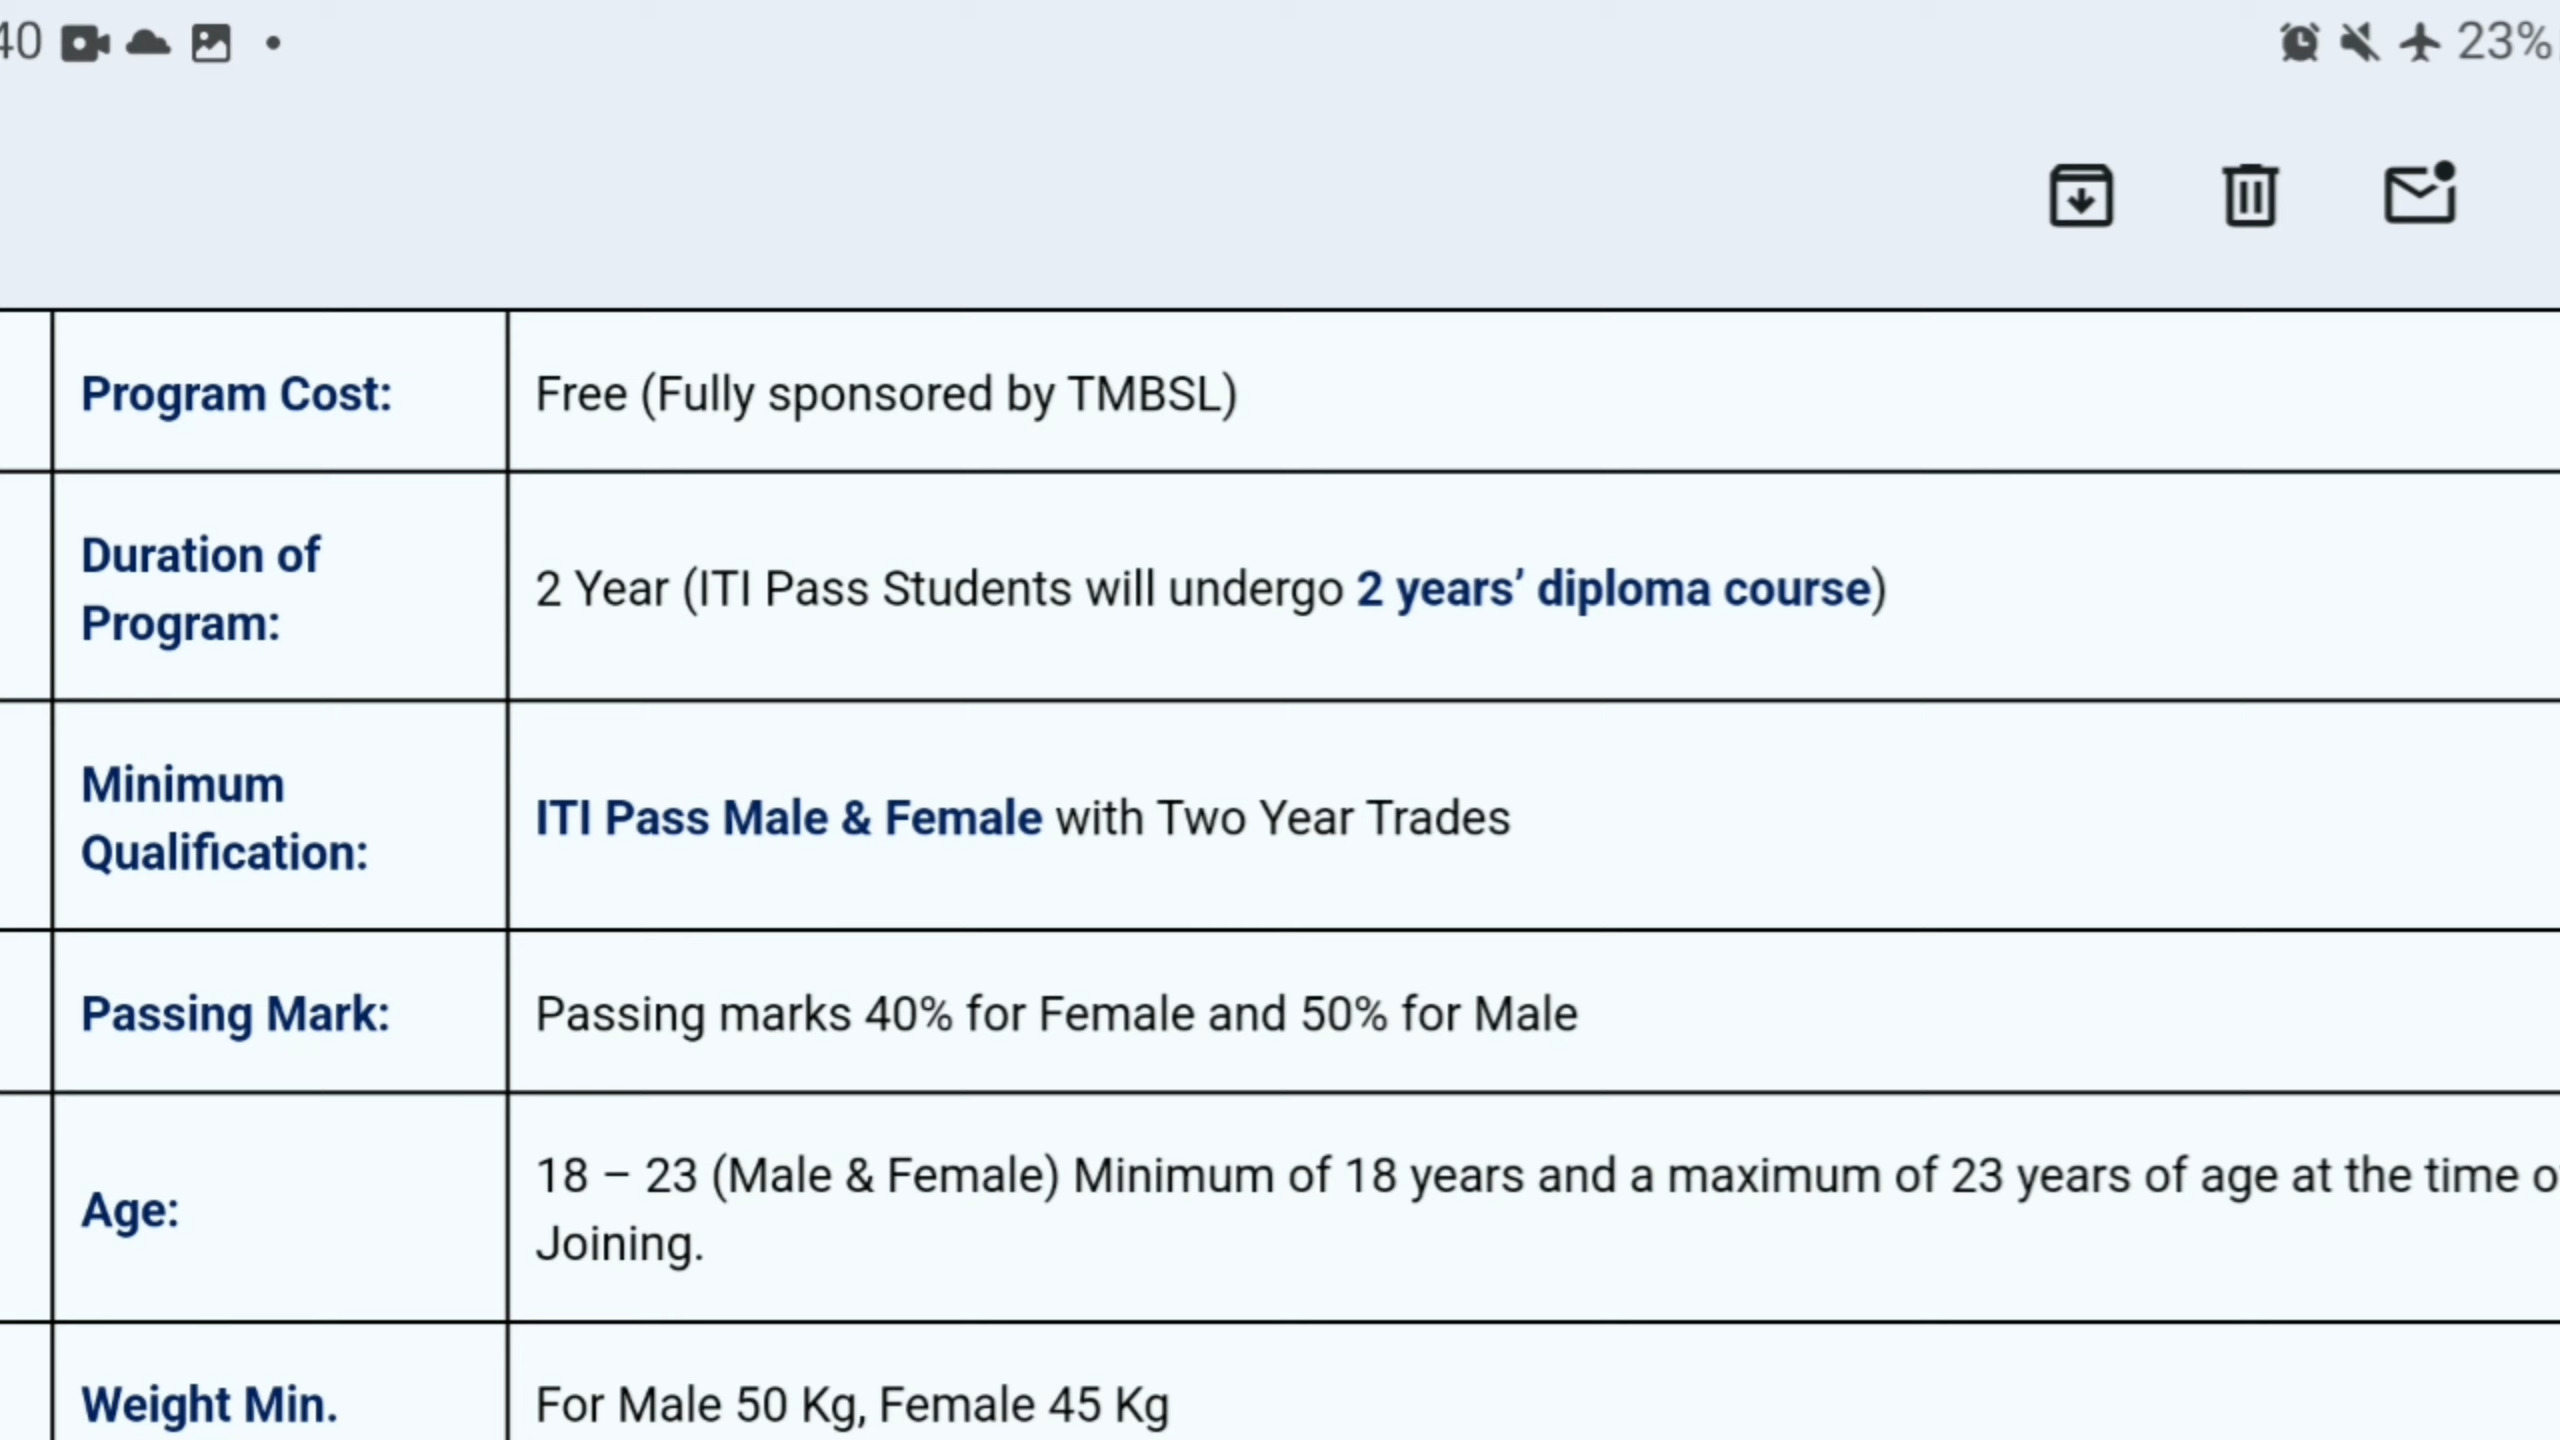 40
23%
Program Cost:
Free (Fully sponsored by TMBSL)
Duration of
Program:
2 Year (ITI Pass Students will undergo 2 years’ diploma course)
Minimum
Qualification:
ITI Pass Male & Female with Two Year Trades
Passing Mark:
Passing marks 40% for Female and 50% for Male
Age:
18 – 23 (Male & Female) Minimum of 18 years and a maximum of 23 years of age at the time o
Joining.
Weight Min.
For Male 50 Kg, Female 45 Kg